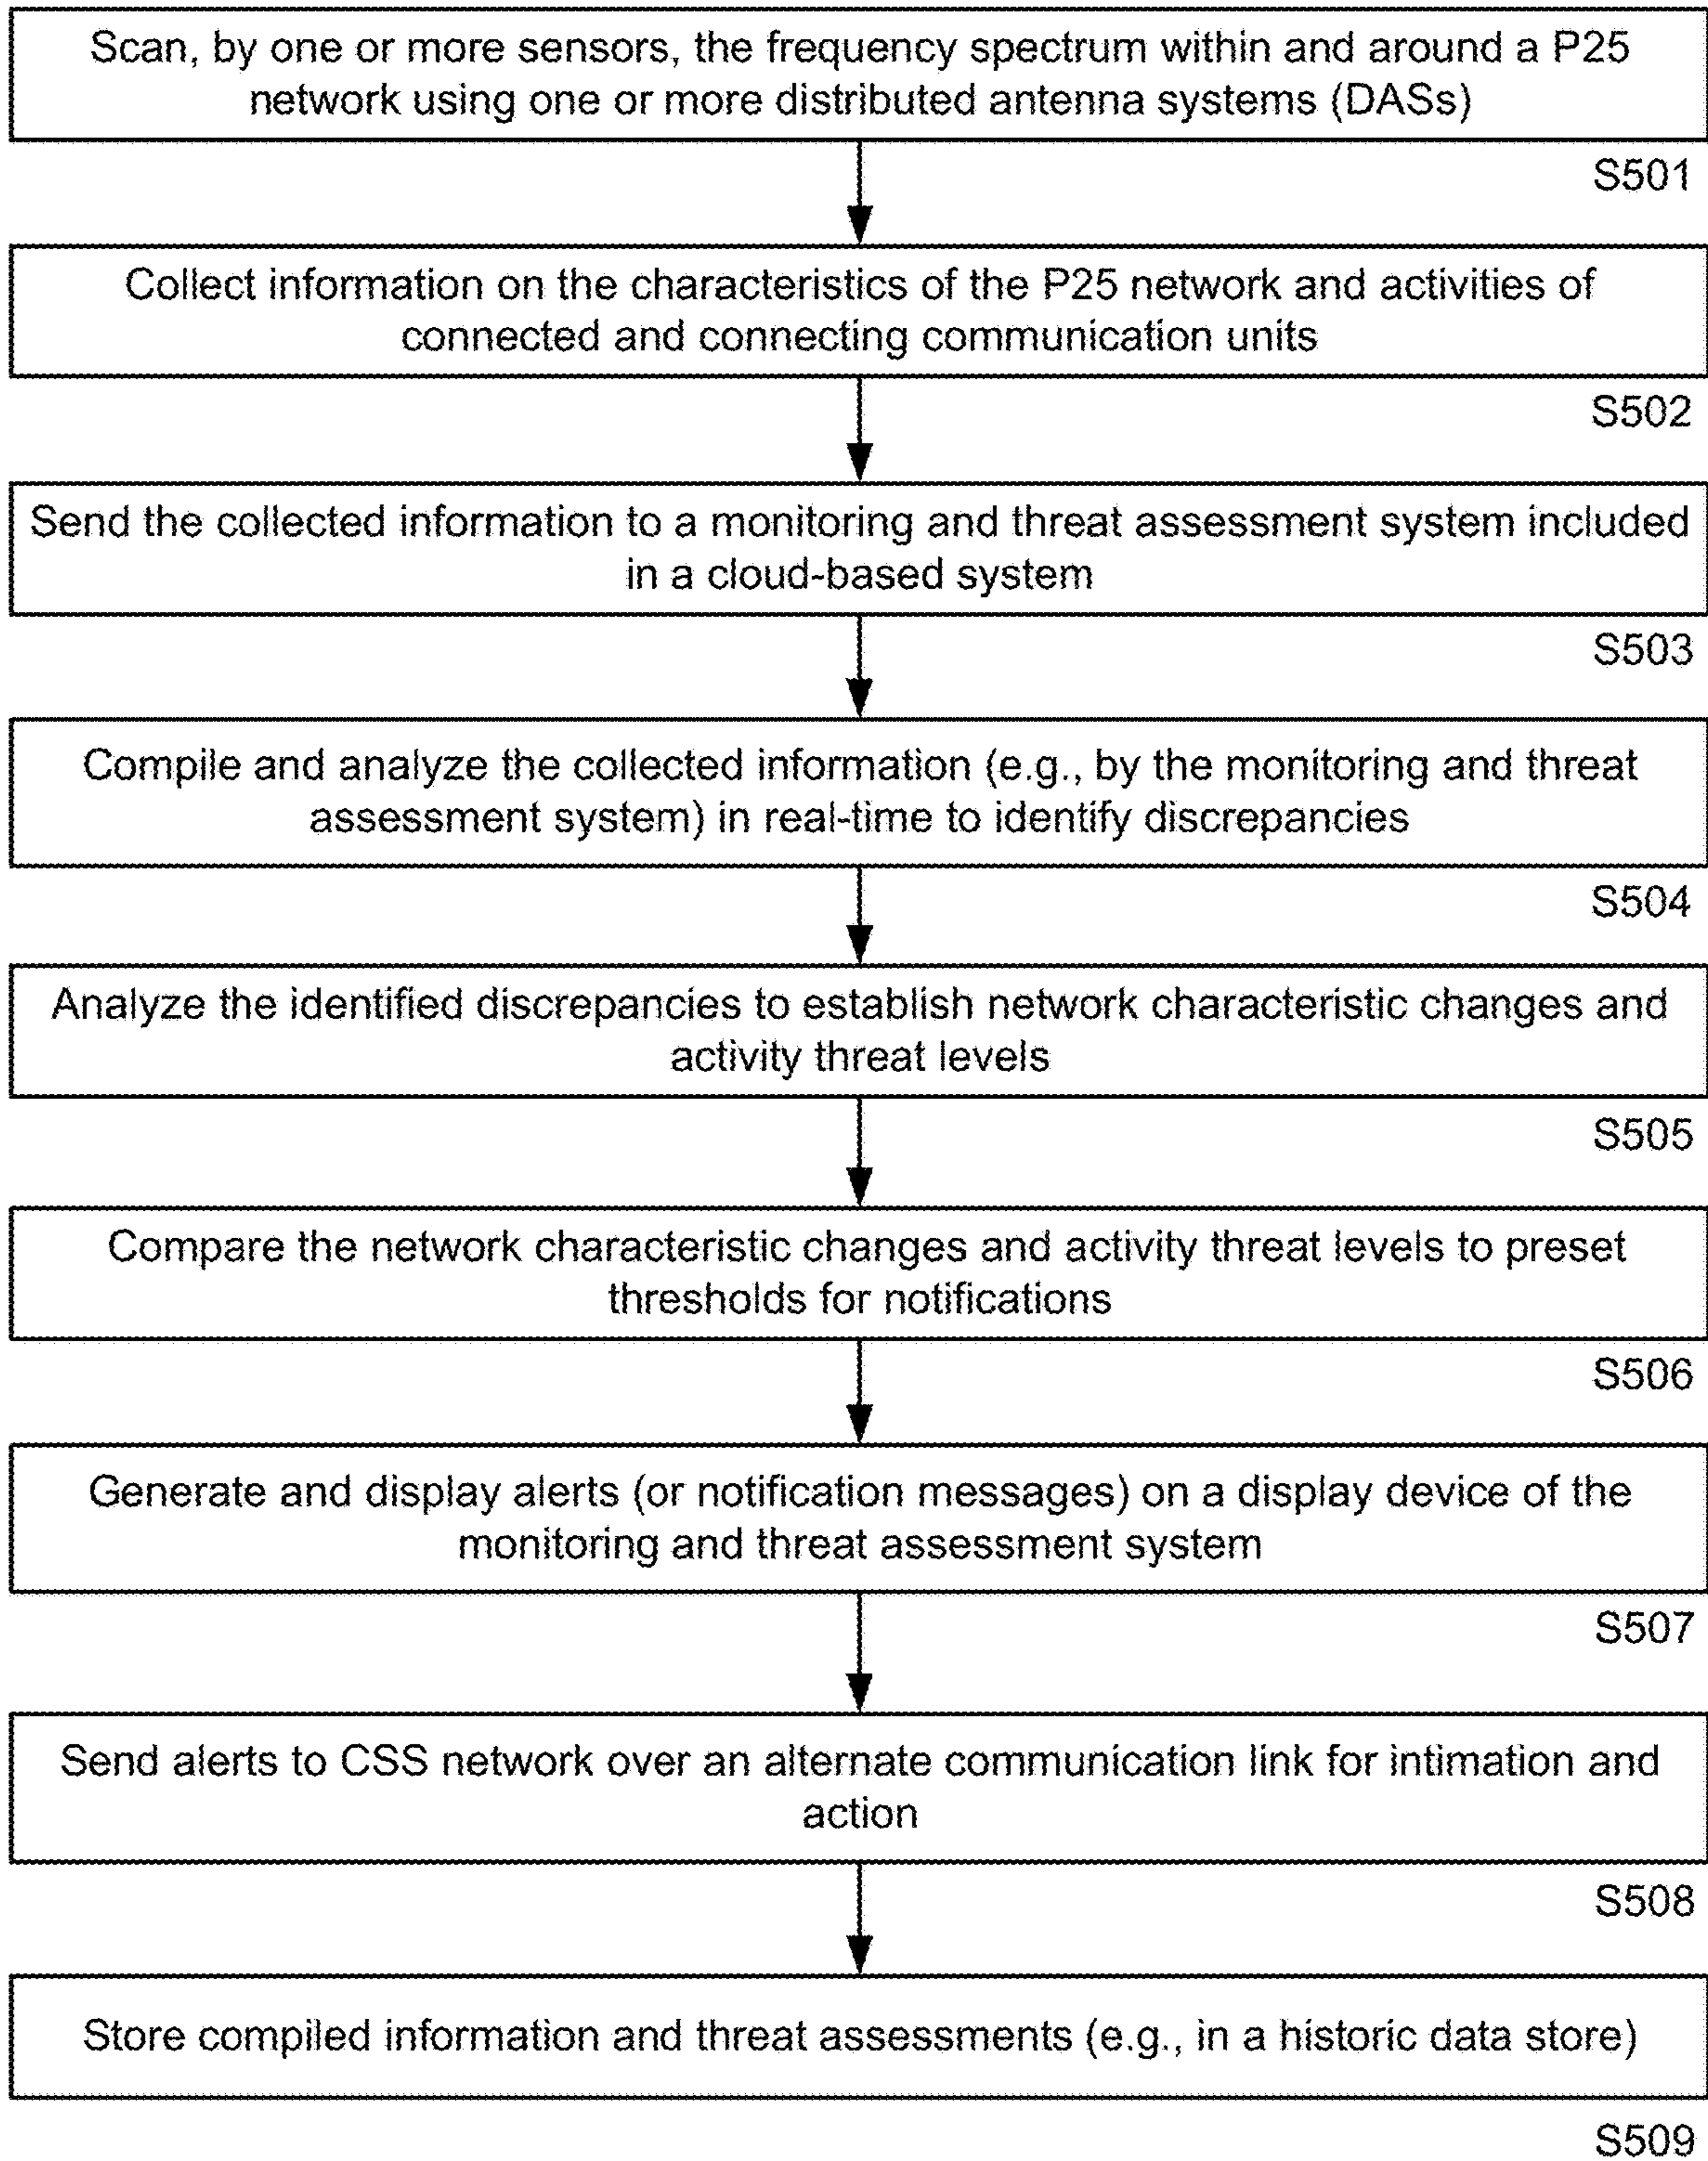 Scan, by one or more sensors, the frequency spectrum within and around a P25
network using one or more distributed antenna systems (DASs)
S501
Collect information on the characteristics of the P25 network and activities of
connected and connecting communication units
S502
Send the collected information to a monitoring and threat assessment system included
in a cloud-based system
S503
Compile and analyze the collected information (e.g., by the monitoring and threat
assessment system) in real-time to identify discrepancies
S504
Analyze the identified discrepancies to establish network characteristic changes and
activity threat levels
S505
Compare the network characteristic changes and activity threat levels to preset
thresholds for notifications
S506
Generate and display alerts (or notification messages) on a display device of the
monitoring and threat assessment system
S507
Send alerts to CSS network over an alternate communication link for intimation and
action
S508
Store compiled information and threat assessments (e.g., in a historic data store)
S509